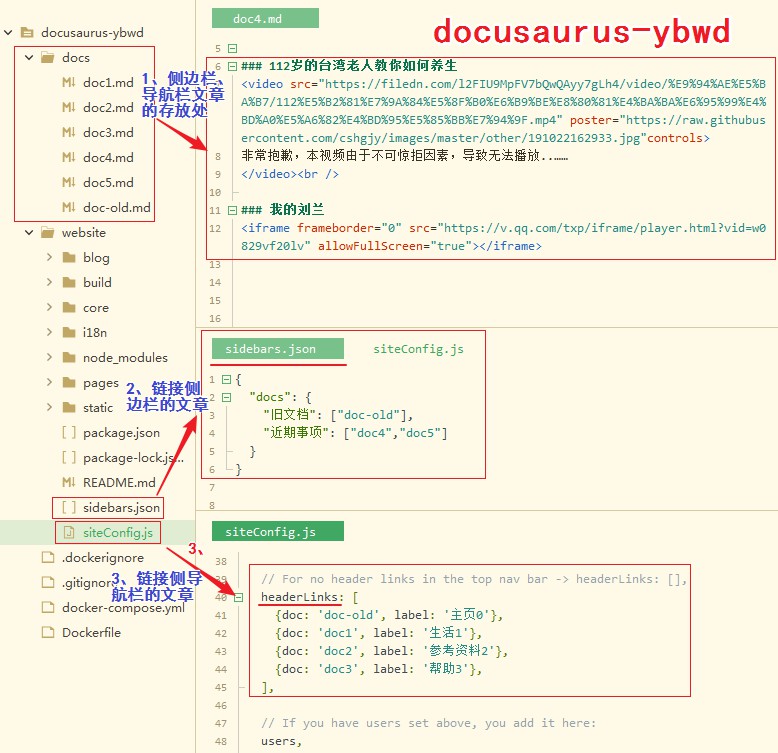 docusaurus-ybwd
docs
doc1.md
doc2.md
doc3.md
doc4.md
doc5.md
doc-old.md
website
blog
build
core
i18n
node_modules
pages
static
package.json
package-lock.js...
README.md
sidebars.json
siteConfig.js
.dockerignore
.gitignor
docker-compose.yml
Dockerfile
1、侧边栏、
导航栏文章
的存放处
2、链接侧
边栏的文章
3、
3、链接侧导
航栏的文章
doc4.md
docusaurus-ybwd
5
6 ### 112岁的台湾老人教你如何养生
<video src="https://filedn.com/l2FIU9MpFV7bQwQAyy7gLh4/video/%E9%94%AE%E5%B
A%B7/112%E5%B2%81%E7%9A%84%E5%8F%B0%E6%B9%BE%E8%80%81%E4%BA%BA%E6%95%99%E4%
BD%A0%E5%A6%82%E4%BD%95%E5%85%BB%E7%94%9F.mp4" poster="https://raw.githubus
ercontent.com/cshgjy/images/master/other/191022162933.jpg"controls>
8 非常抱歉，本视频由于不可惊拒因素，导致无法播放..……
9 </video><br />
10
11 ### 我的刘兰
12 <iframe frameborder="0" src="https://v.qq.com/txp/iframe/player.html?vid=w0
829vf20lv" allowFullScreen="true"></iframe>
13
14
15
16
sidebars.json siteConfig.js
1 {
2 "docs": {
3 "旧文档": ["doc-old"],
4 "近期事项": ["doc4","doc5"]
5 }
6 }
7
8
siteConfig.js
38
39 // For no header links in the top nav bar -> headerLinks: [],
40 headerLinks: [
41 {doc: 'doc-old', label: '主页0'},
42 {doc: 'doc1', label: '生活1'},
43 {doc: 'doc2', label: '参考资料2'},
44 {doc: 'doc3', label: '帮助3'},
45 ],
46
47 // If you have users set above, you add it here:
48 users,